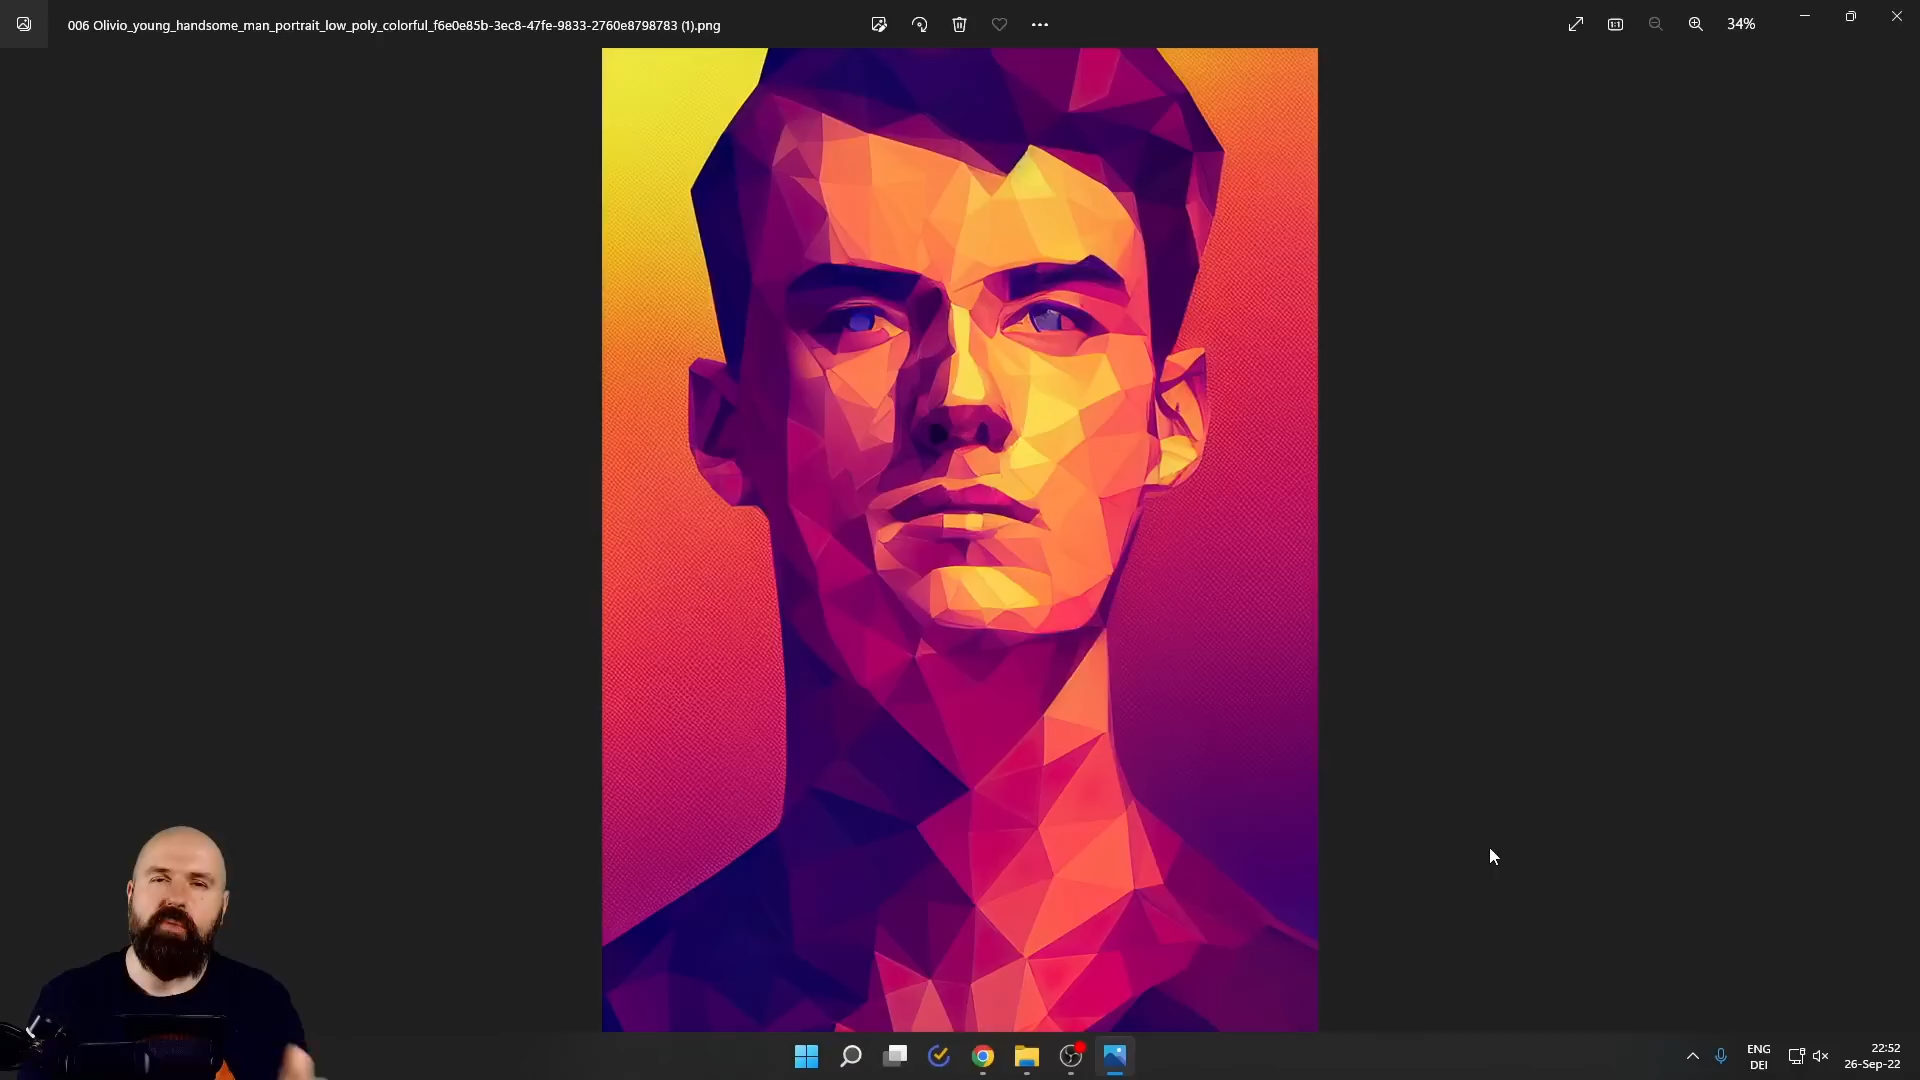 006 Olivio_young_handsome_man_portrait_low_poly_colorful_f6e0e85b-3ec8-47fe-9833-2760e8798783 (1).png
34%
ENG
DEI
22:52
26-Sep-22